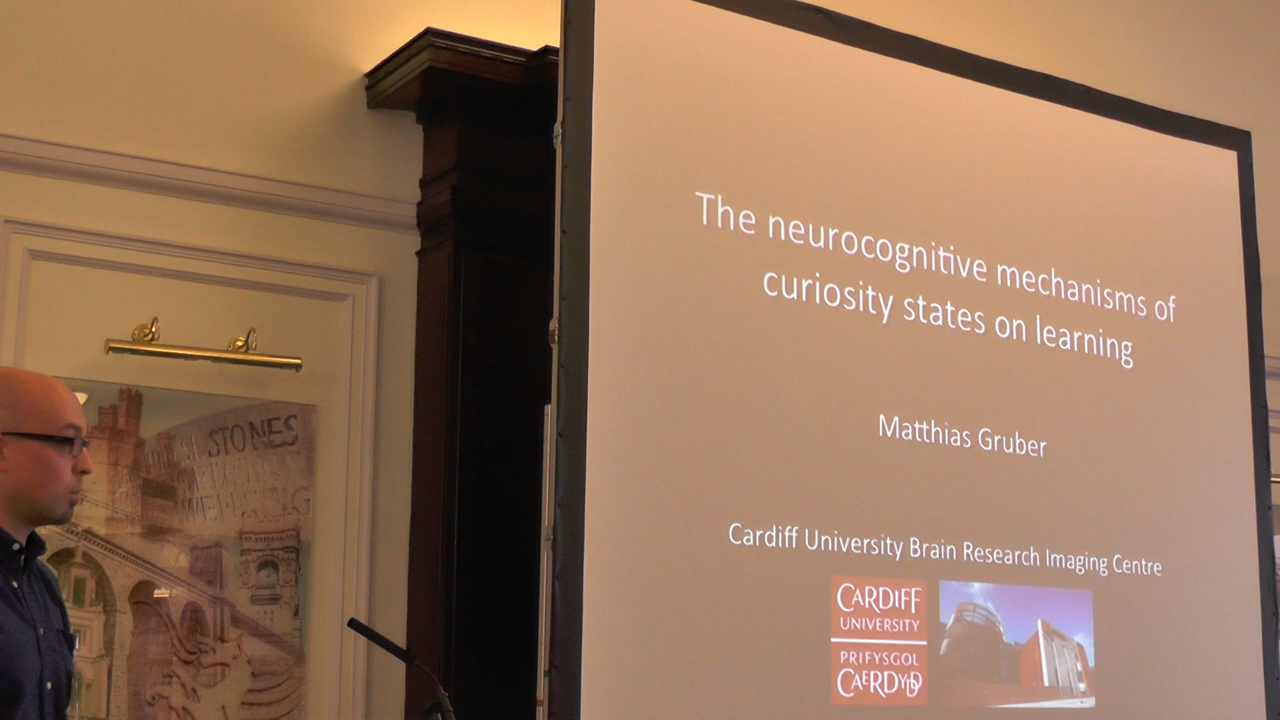 The neurocognitive mechanisms of
curiosity states on learning
Matthias Gruber
Cardiff University Brain Research Imaging Centre
CARDIFF
UNIVERSITY
PRIFYSGOL
CAERDYDD
STONES